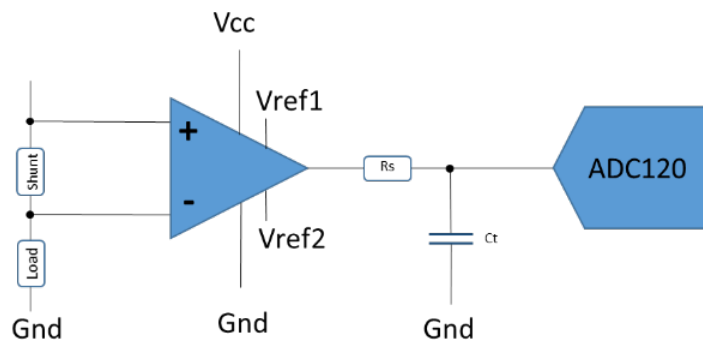 Vcc
Vref1
+
Shunt
Rs
ADC120
-
Vref2
Load
Ct
Gnd
Gnd
Gnd